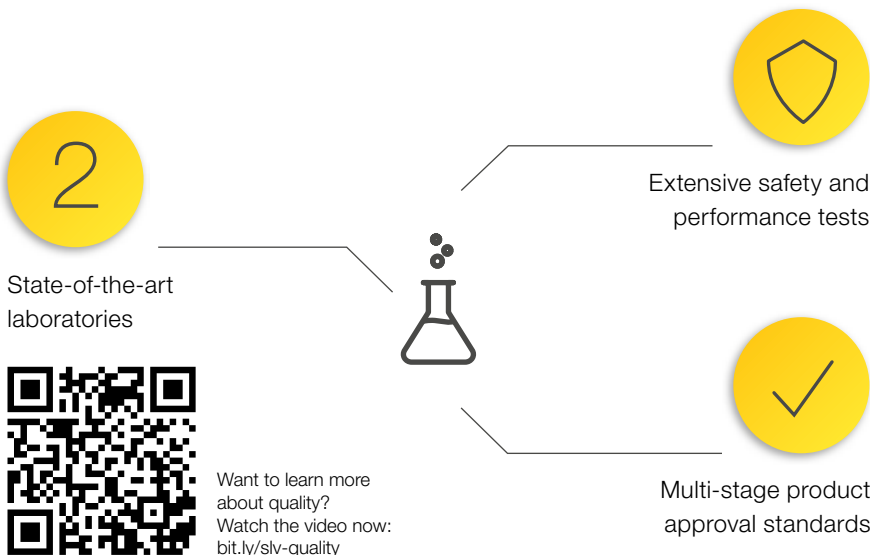 2
State-of-the-art
laboratories
Extensive safety and
performance tests
Want to learn more
about quality?
Watch the video now:
bit.ly/slv-quality
Multi-stage product
approval standards